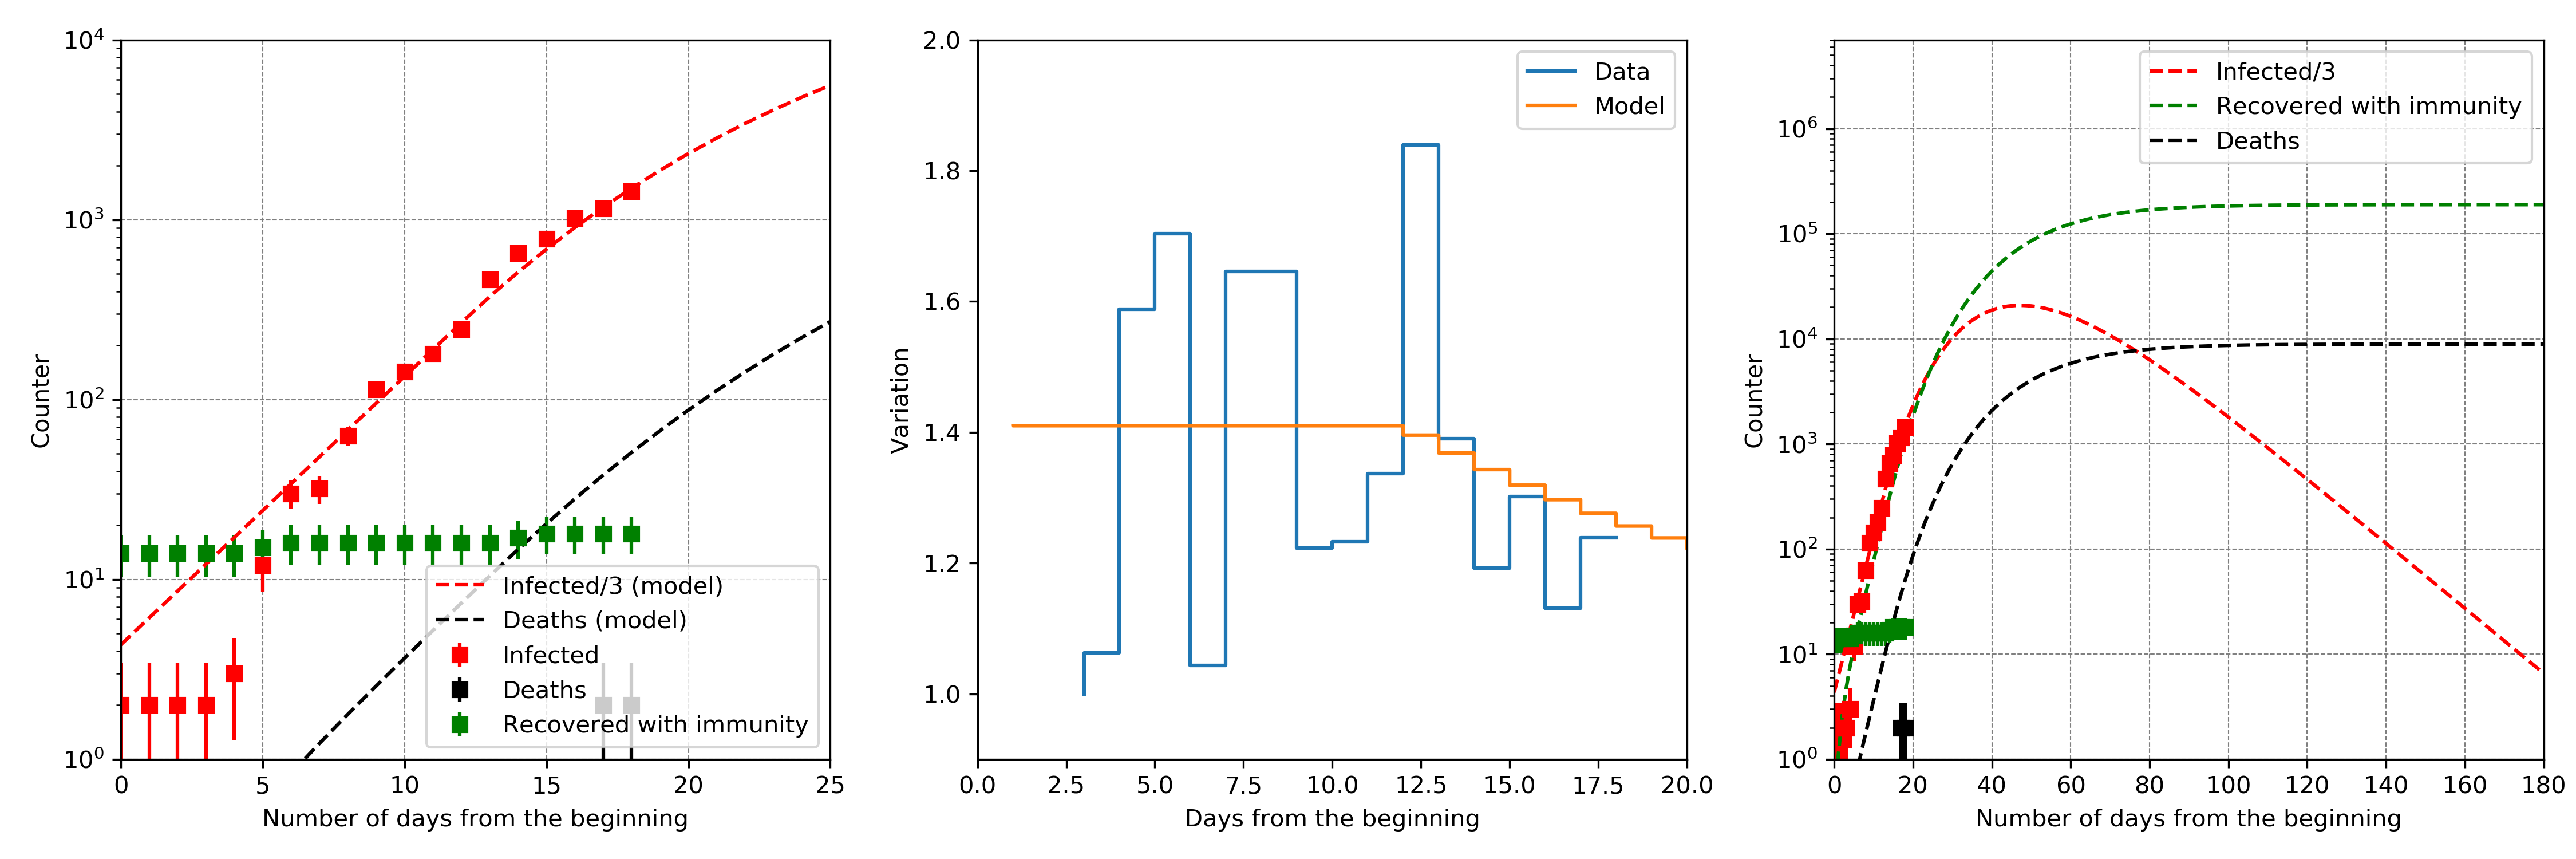 10^4
10^3
10^2
10^1
10^0
Counter
0 5 10 15 20 25
Number of days from the beginning
Infected/3 (model)
Deaths (model)
Infected
Deaths
Recovered with immunity
2.0
1.8
1.6
1.4
1.2
1.0
Variation
0.0 2.5 5.0 7.5 10.0 12.5 15.0 17.5 20.0
Days from the beginning
Data
Model
10^6
10^5
10^4
10^3
10^2
10^1
10^0
Counter
0 20 40 60 80 100 120 140 160 180
Number of days from the beginning
Infected/3
Recovered with immunity
Deaths